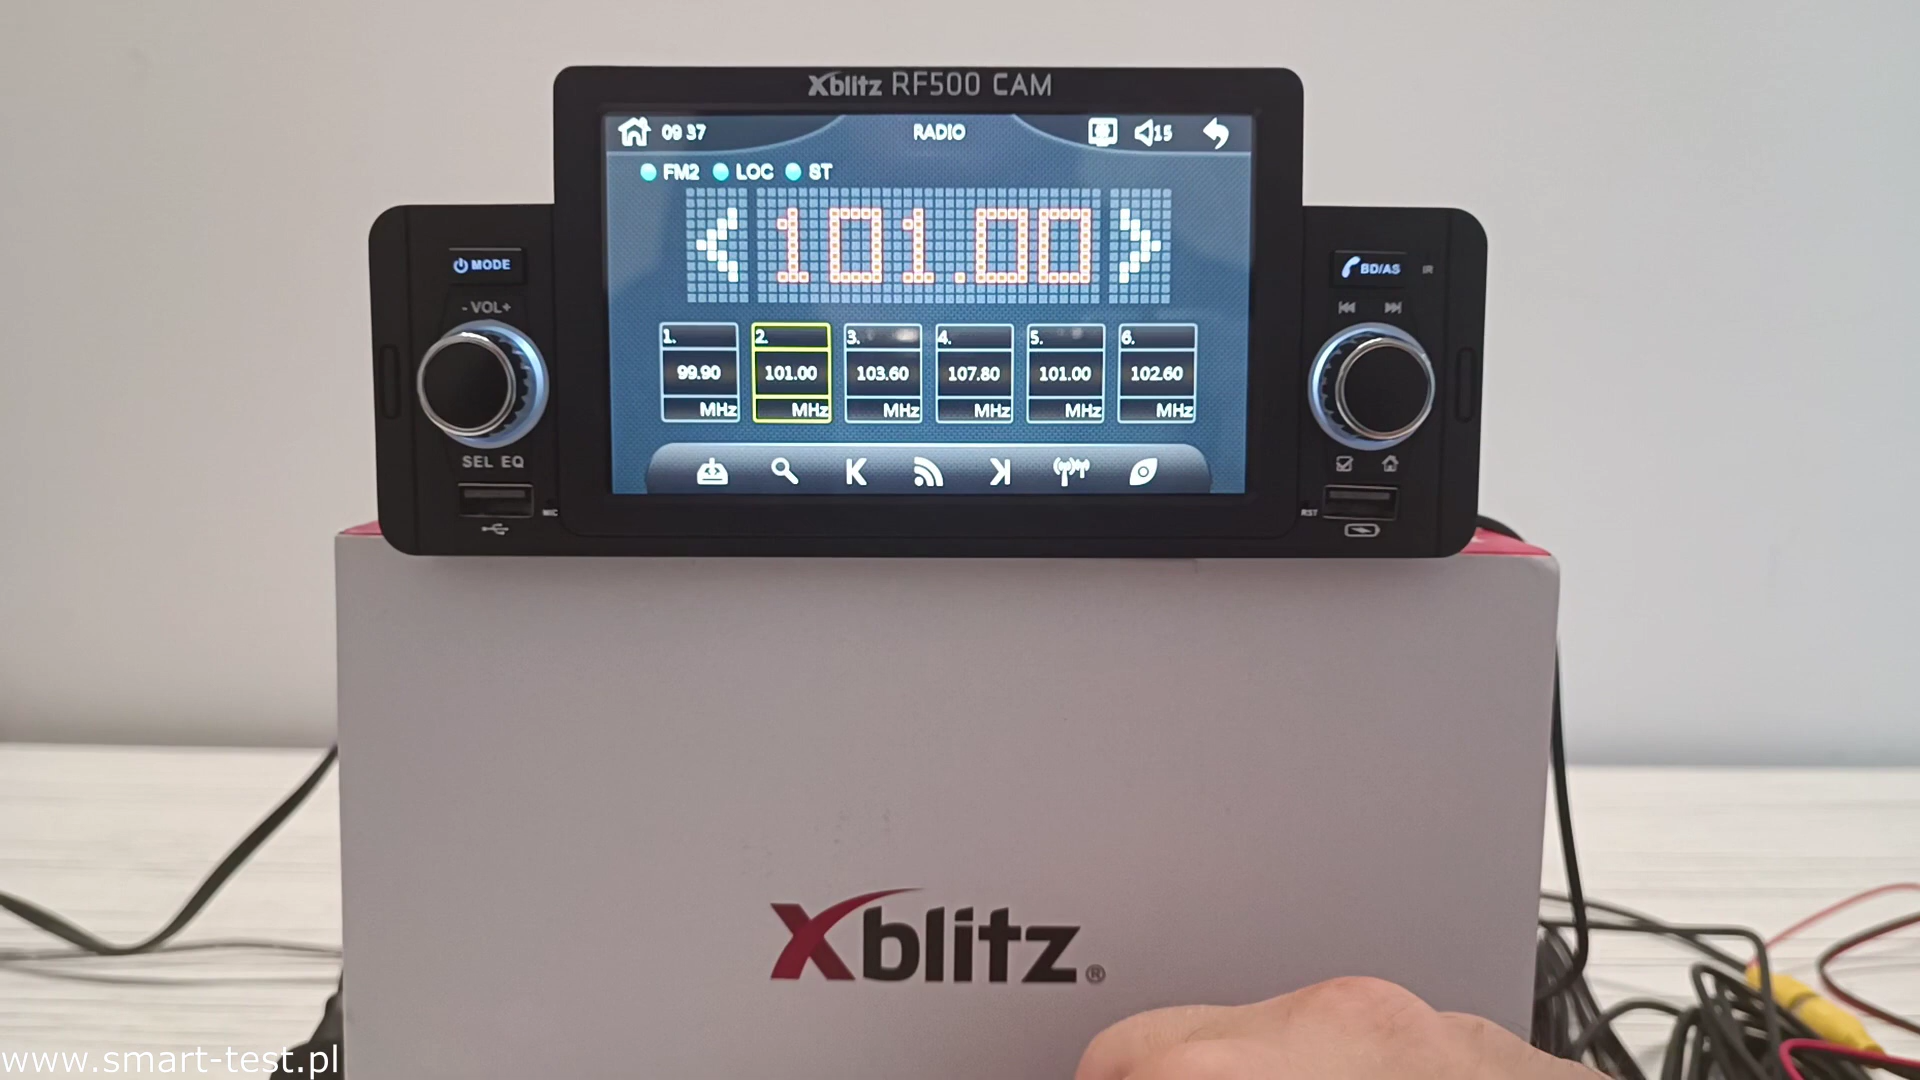 Xblitz RF500 CAM
09 37 RADIO 15
FM2 LOC ST
101.00
1. 2. 3. 4. 5. 6.
99.90 101.00 103.60 107.80 101.00 102.60
MHz MHz MHz MHz MHz MHz
MODE
- VOL+
SEL EQ
MIC
BD/AS IR
RST
Xblitz®
www.smart-test.pl